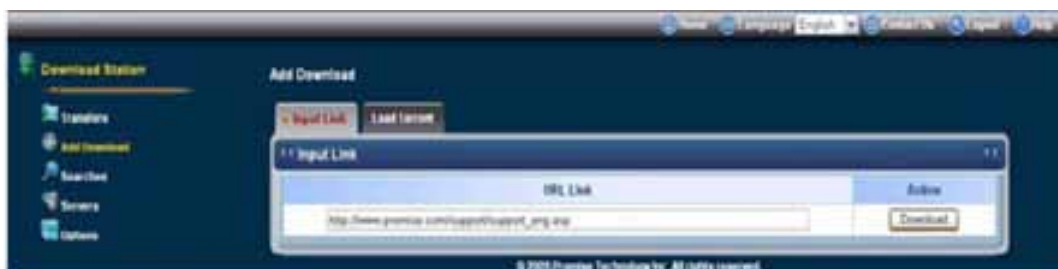 Home Language English Contact Us Logout Help
Download Station
Transfers
Add Download
Searches
Servers
Options
Add Download
Input Link Load torrent
Input Link
URL Link Action
http://www.promise.com/support/support_eng.asp Download
Promise Technology Inc. All rights reserved.